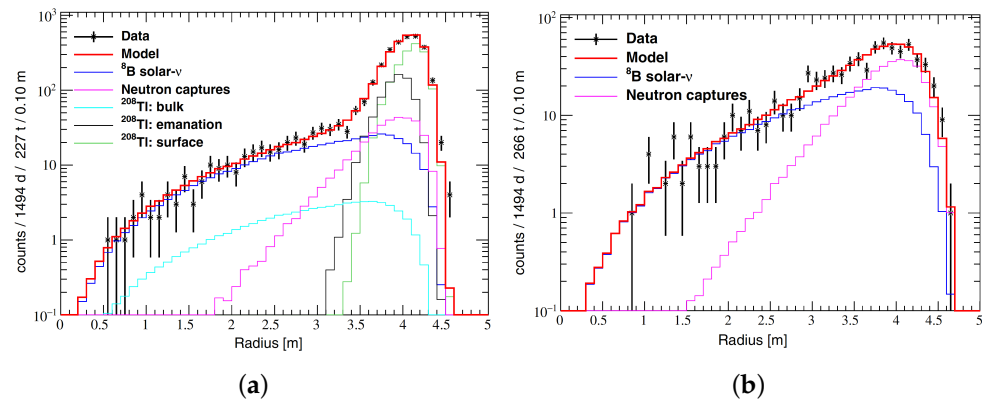 10³
10²
10
1
10⁻¹
counts / 1494 d / 227 t / 0.10 m
Data
Model
⁸B solar-ν
Neutron captures
²⁰⁸Tl: bulk
²⁰⁸Tl: emanation
²⁰⁸Tl: surface
0 0.5 1 1.5 2 2.5 3 3.5 4 4.5 5
Radius [m]
(a)
10²
10
1
10⁻¹
counts / 1494 d / 266 t / 0.10 m
Data
Model
⁸B solar-ν
Neutron captures
0 0.5 1 1.5 2 2.5 3 3.5 4 4.5 5
Radius [m]
(b)